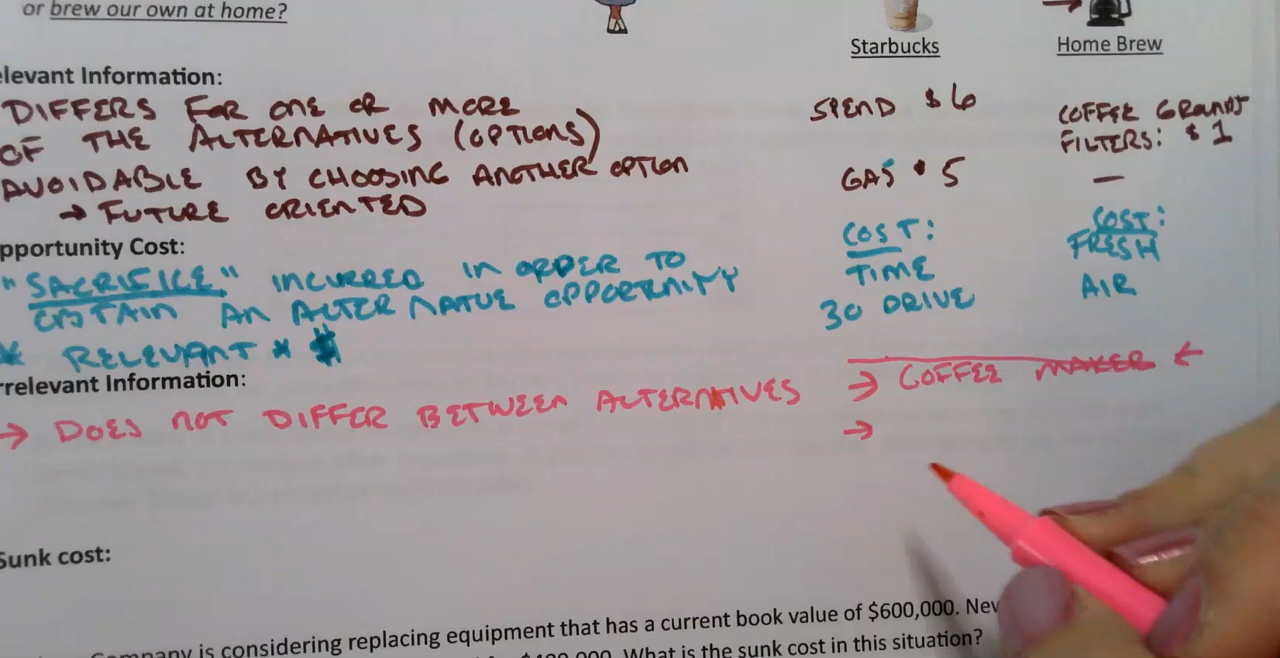 or brew our own at home?
Starbucks
Home Brew
elevant Information:
DIFFERS FOR ONE OR MORE
OF THE ALTERNATIVES (OPTIONS)
AVOIDABLE BY CHOOSING ANOTHER OPTION
→ FUTURE ORIENTED
SPEND $6
COFFEE GROUNDS
FILTERS: $1
GAS $5
—
pportunity Cost:
"SACRIFICE" INCURRED IN ORDER TO
OBTAIN AN ALTERNATIVE OPPORTUNITY
* RELEVANT * $
COST:
TIME
30 DRIVE
COST:
FRESH
AIR
rrelevant Information:
→ DOES NOT DIFFER BETWEEN ALTERNATIVES
→ COFFEE MAKER ←
→
Sunk cost:
Company is considering replacing equipment that has a current book value of $600,000. New
$400,000. What is the sunk cost in this situation?